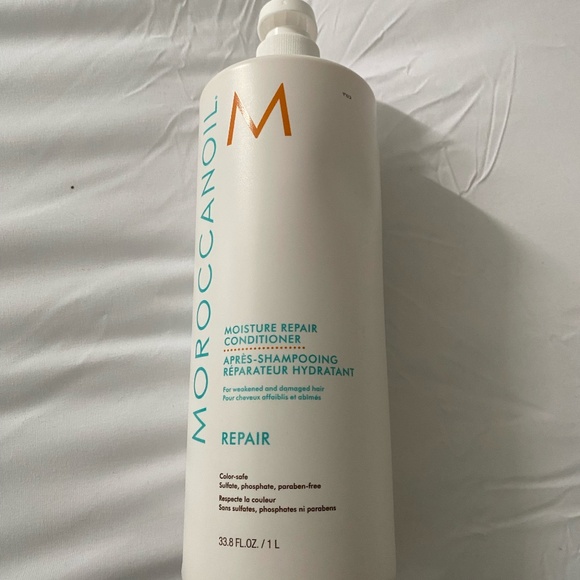 MOROCCANOIL.
M
MOISTURE REPAIR
CONDITIONER
APRÈS-SHAMPOOING
RÉPARATEUR HYDRATANT
For weakened and damaged hair
Pour cheveux affaiblis et abîmés
REPAIR
Color-safe
Sulfate, phosphate, paraben-free
Respecte la couleur
Sans sulfates, phosphates ni parabens
33.8 FL.OZ. / 1 L